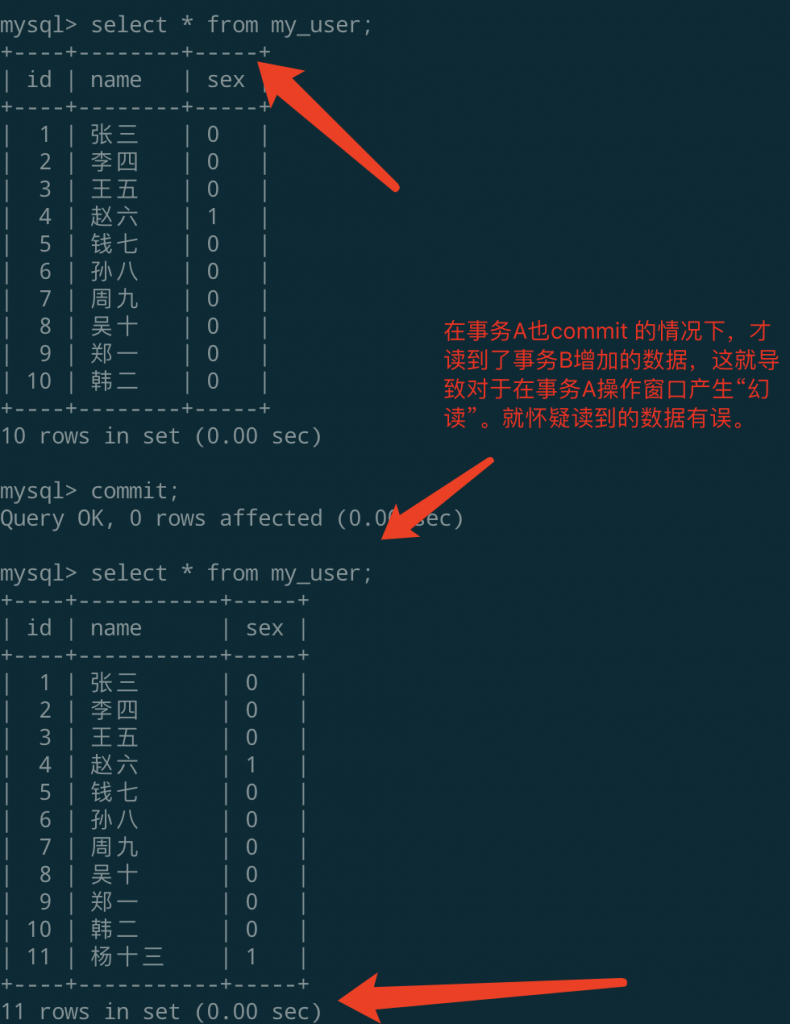 mysql> select * from my_user;
+----+--------+-----+
| id | name   | sex |
+----+--------+-----+
|  1 | 张三   | 0   |
|  2 | 李四   | 0   |
|  3 | 王五   | 0   |
|  4 | 赵六   | 1   |
|  5 | 钱七   | 0   |
|  6 | 孙八   | 0   |
|  7 | 周九   | 0   |
|  8 | 吴十   | 0   |
|  9 | 郑一   | 0   |
| 10 | 韩二   | 0   |
+----+--------+-----+
10 rows in set (0.00 sec)
在事务A也commit 的情况下，才
读到了事务B增加的数据，这就导
致对于在事务A操作窗口产生“幻
读”。就怀疑读到的数据有误。
mysql> commit;
Query OK, 0 rows affected (0.00 sec)
mysql> select * from my_user;
+----+-----------+-----+
| id | name      | sex |
+----+-----------+-----+
|  1 | 张三      | 0   |
|  2 | 李四      | 0   |
|  3 | 王五      | 0   |
|  4 | 赵六      | 1   |
|  5 | 钱七      | 0   |
|  6 | 孙八      | 0   |
|  7 | 周九      | 0   |
|  8 | 吴十      | 0   |
|  9 | 郑一      | 0   |
| 10 | 韩二      | 0   |
| 11 | 杨十三    | 1   |
+----+-----------+-----+
11 rows in set (0.00 sec)